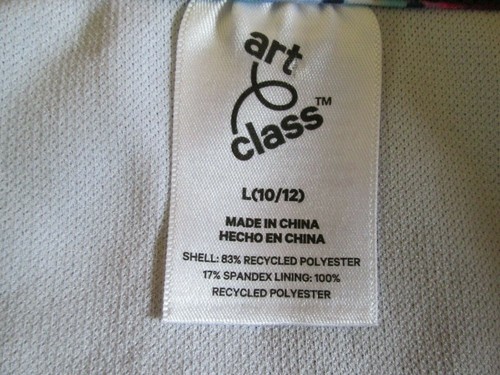 art
class™
L(10/12)
MADE IN CHINA
HECHO EN CHINA
SHELL: 83% RECYCLED POLYESTER
17% SPANDEX LINING: 100%
RECYCLED POLYESTER